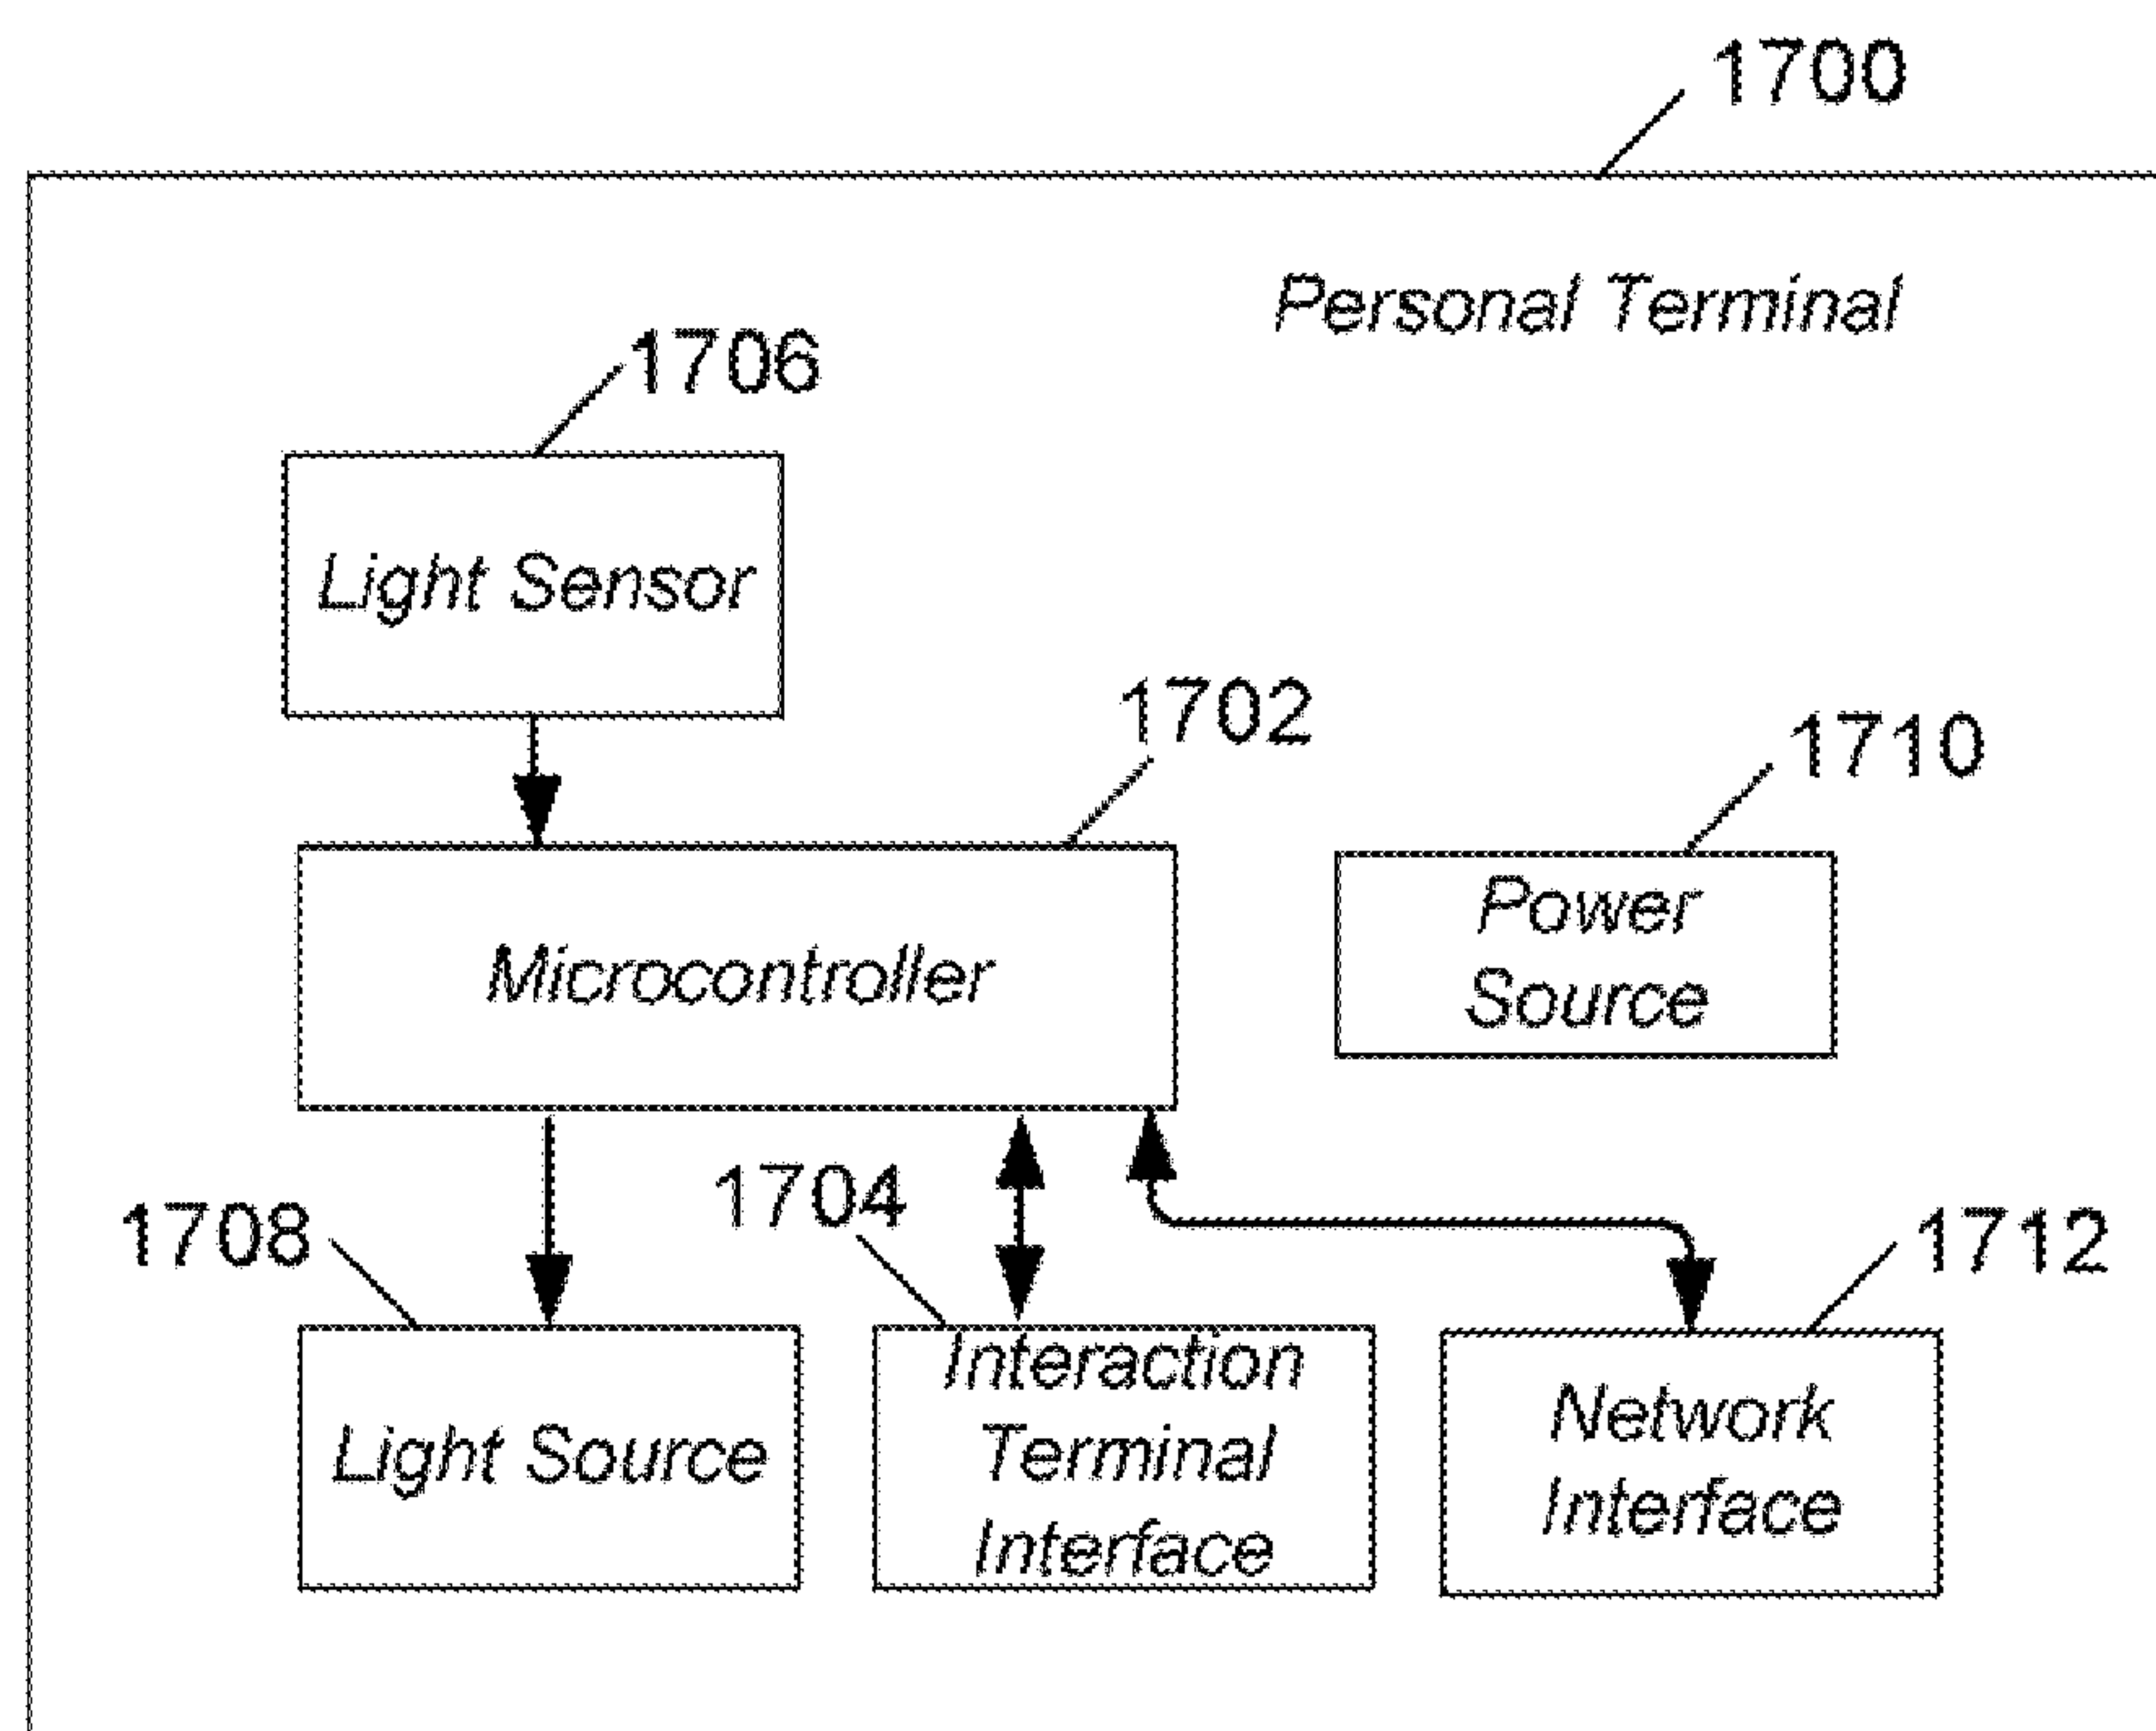 1700
Personal Terminal
1706
Light Sensor
1702
1710
Microcontroller
Power
Source
1704
1708
1712
Light Source
Interaction
Terminal
Interface
Network
Interface